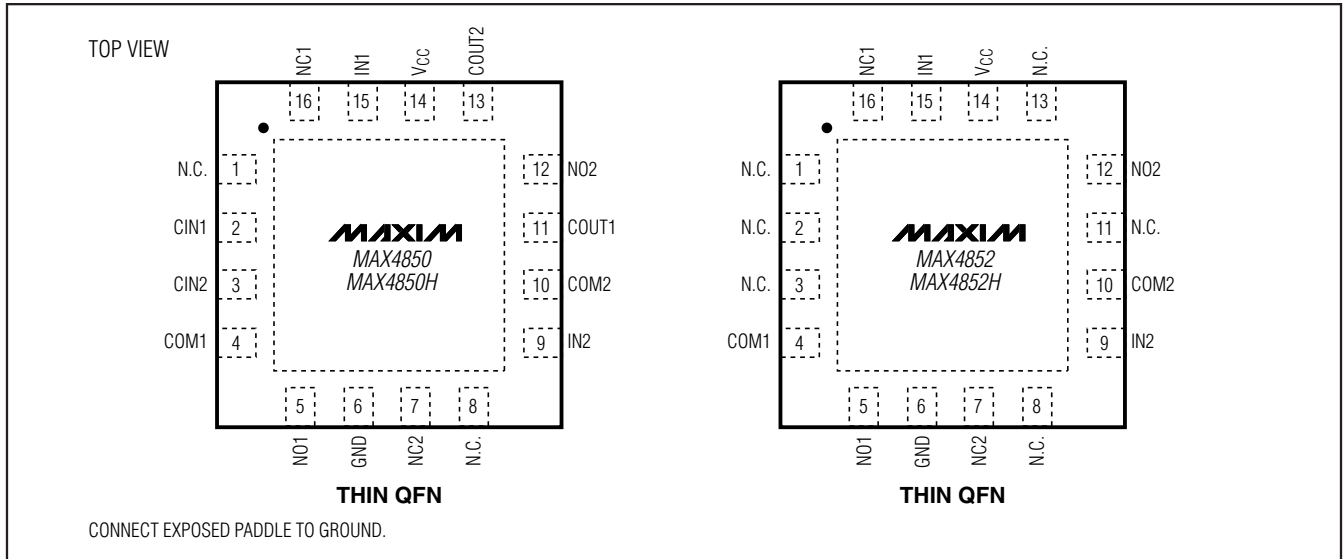 TOP VIEW
NC1 IN1 VCC COUT2
16 15 14 13
N.C. 1 12 NO2
CIN1 2 11 COUT1
CIN2 3 10 COM2
COM1 4 9 IN2
MAXIM
MAX4850
MAX4850H
5 6 7 8
NO1 GND NC2 N.C.
THIN QFN
NC1 IN1 VCC N.C.
16 15 14 13
N.C. 1 12 NO2
N.C. 2 11 N.C.
N.C. 3 10 COM2
COM1 4 9 IN2
MAXIM
MAX4852
MAX4852H
5 6 7 8
NO1 GND NC2 N.C.
THIN QFN
CONNECT EXPOSED PADDLE TO GROUND.